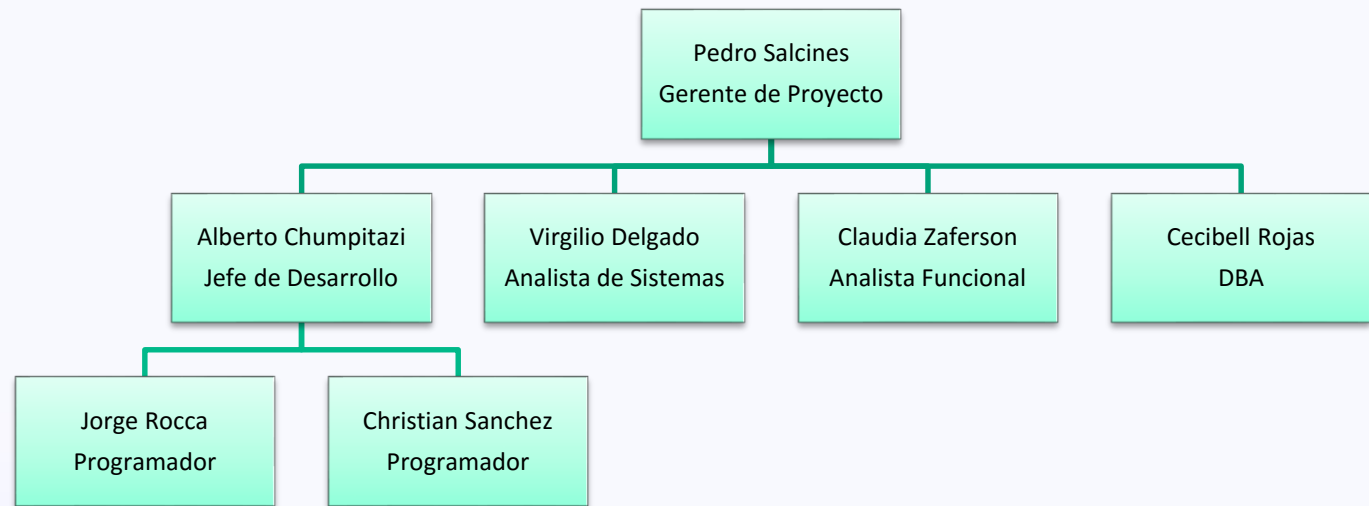 Pedro Salcines
Gerente de Proyecto
Alberto Chumpitazi
Jefe de Desarrollo
Virgilio Delgado
Analista de Sistemas
Claudia Zaferson
Analista Funcional
Cecibell Rojas
DBA
Jorge Rocca
Programador
Christian Sanchez
Programador